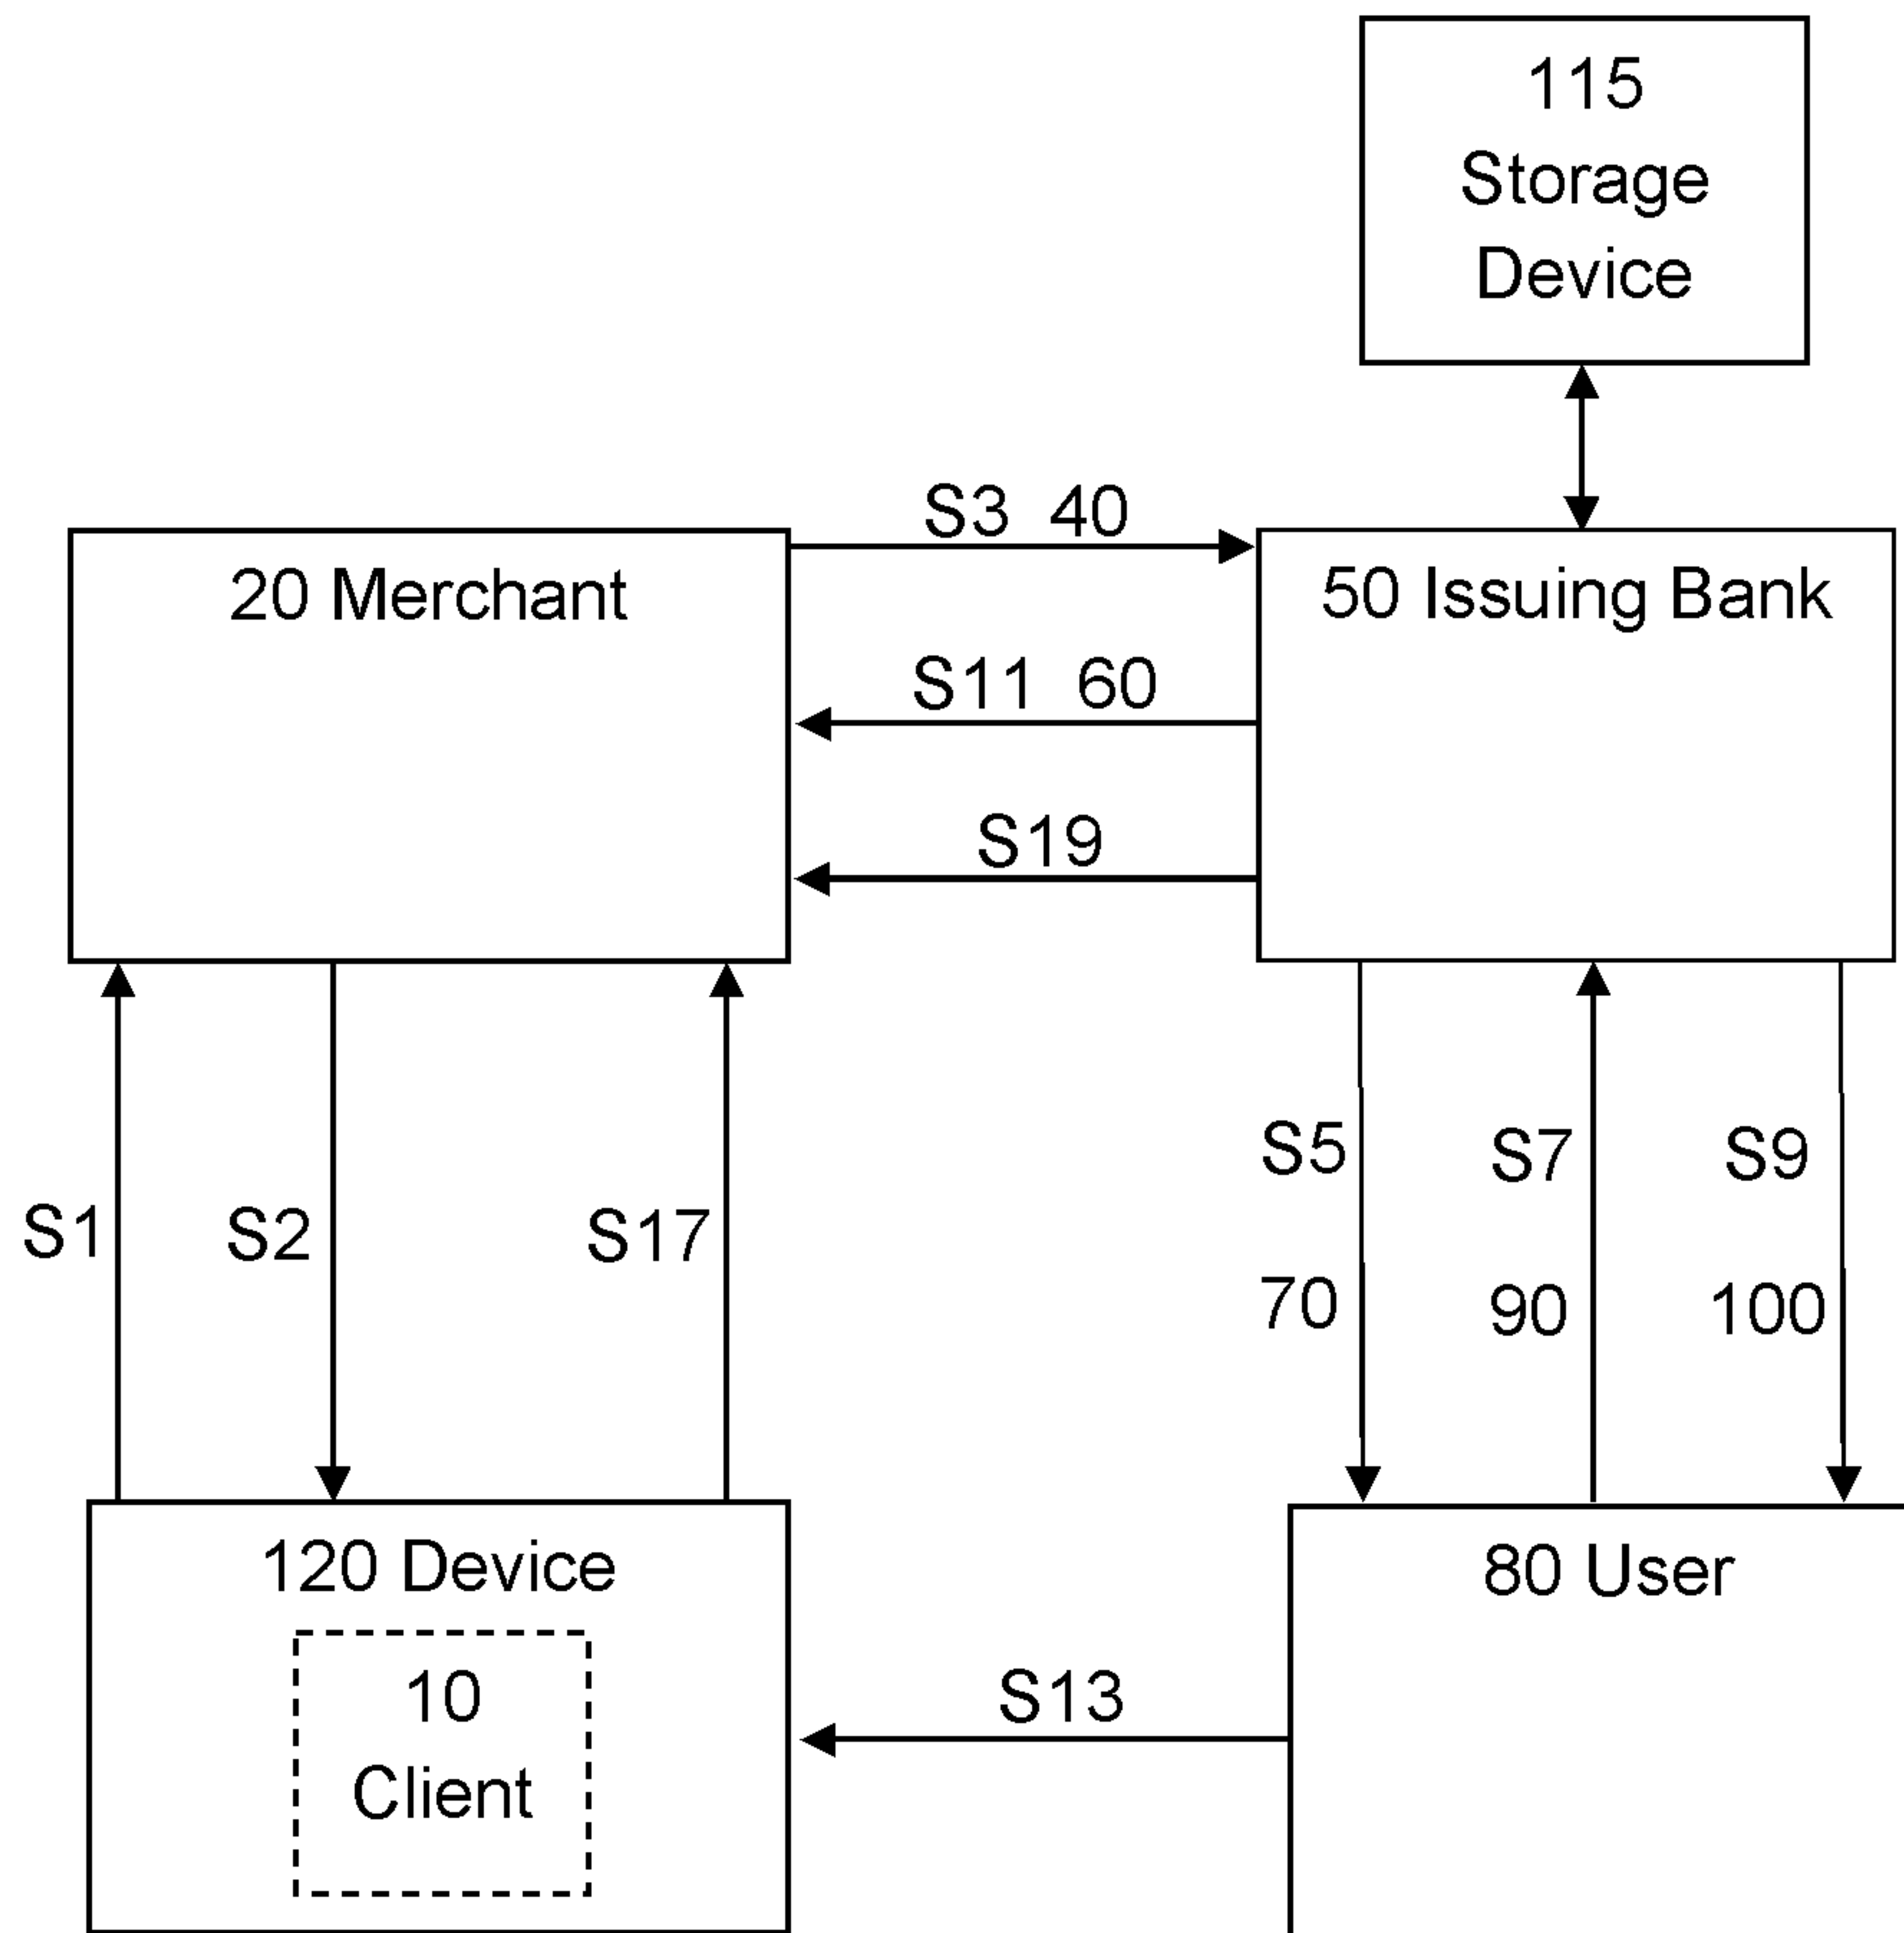 115
Storage
Device
S3 40
20 Merchant
50 Issuing Bank
S11 60
S19
S1
S2
S17
S5
70
S7
90
S9
100
120 Device
10
Client
80 User
S13